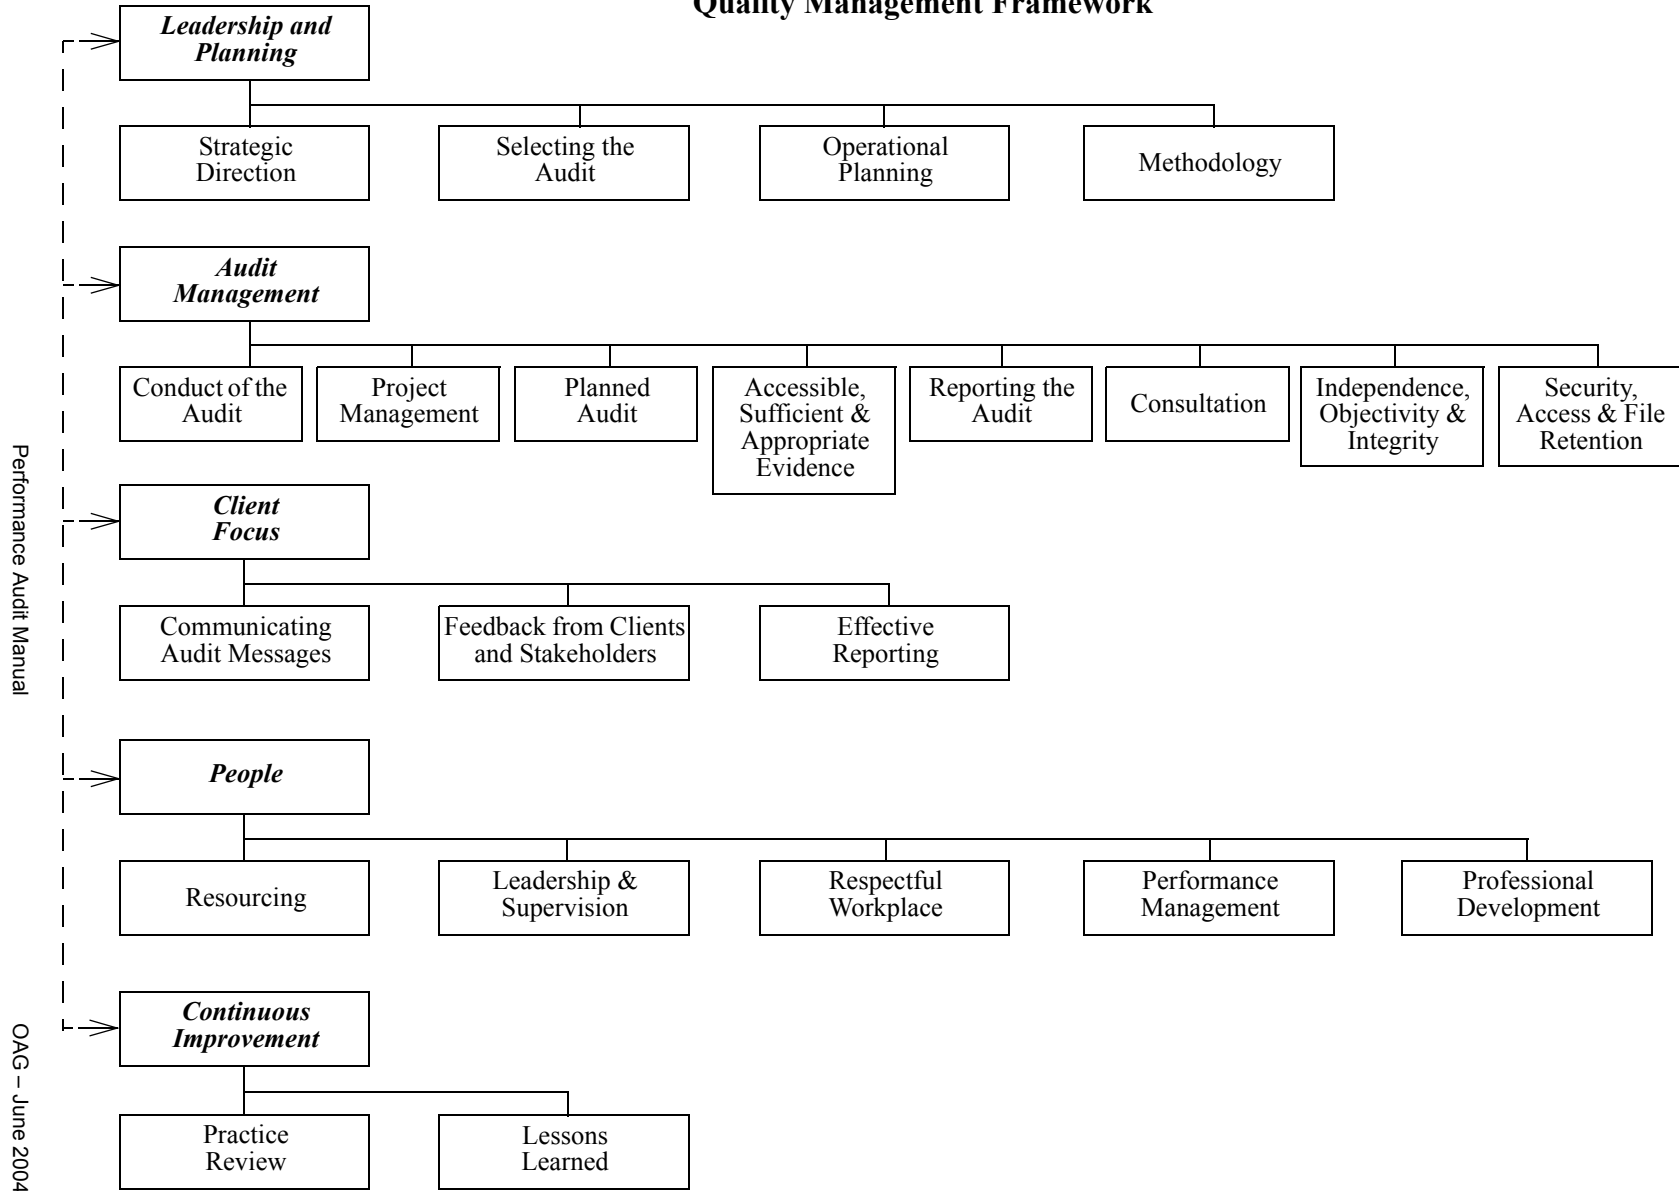 Quality Management Framework
Leadership and
Planning
Strategic
Direction
Selecting the
Audit
Operational
Planning
Methodology
Audit
Management
Conduct of the
Audit
Project
Management
Planned
Audit
Accessible,
Sufficient &
Appropriate
Evidence
Reporting the
Audit
Consultation
Independence,
Objectivity &
Integrity
Security,
Access & File
Retention
Client
Focus
Communicating
Audit Messages
Feedback from Clients
and Stakeholders
Effective
Reporting
People
Resourcing
Leadership &
Supervision
Respectful
Workplace
Performance
Management
Professional
Development
Continuous
Improvement
Practice
Review
Lessons
Learned
Performance Audit Manual
OAG – June 2004